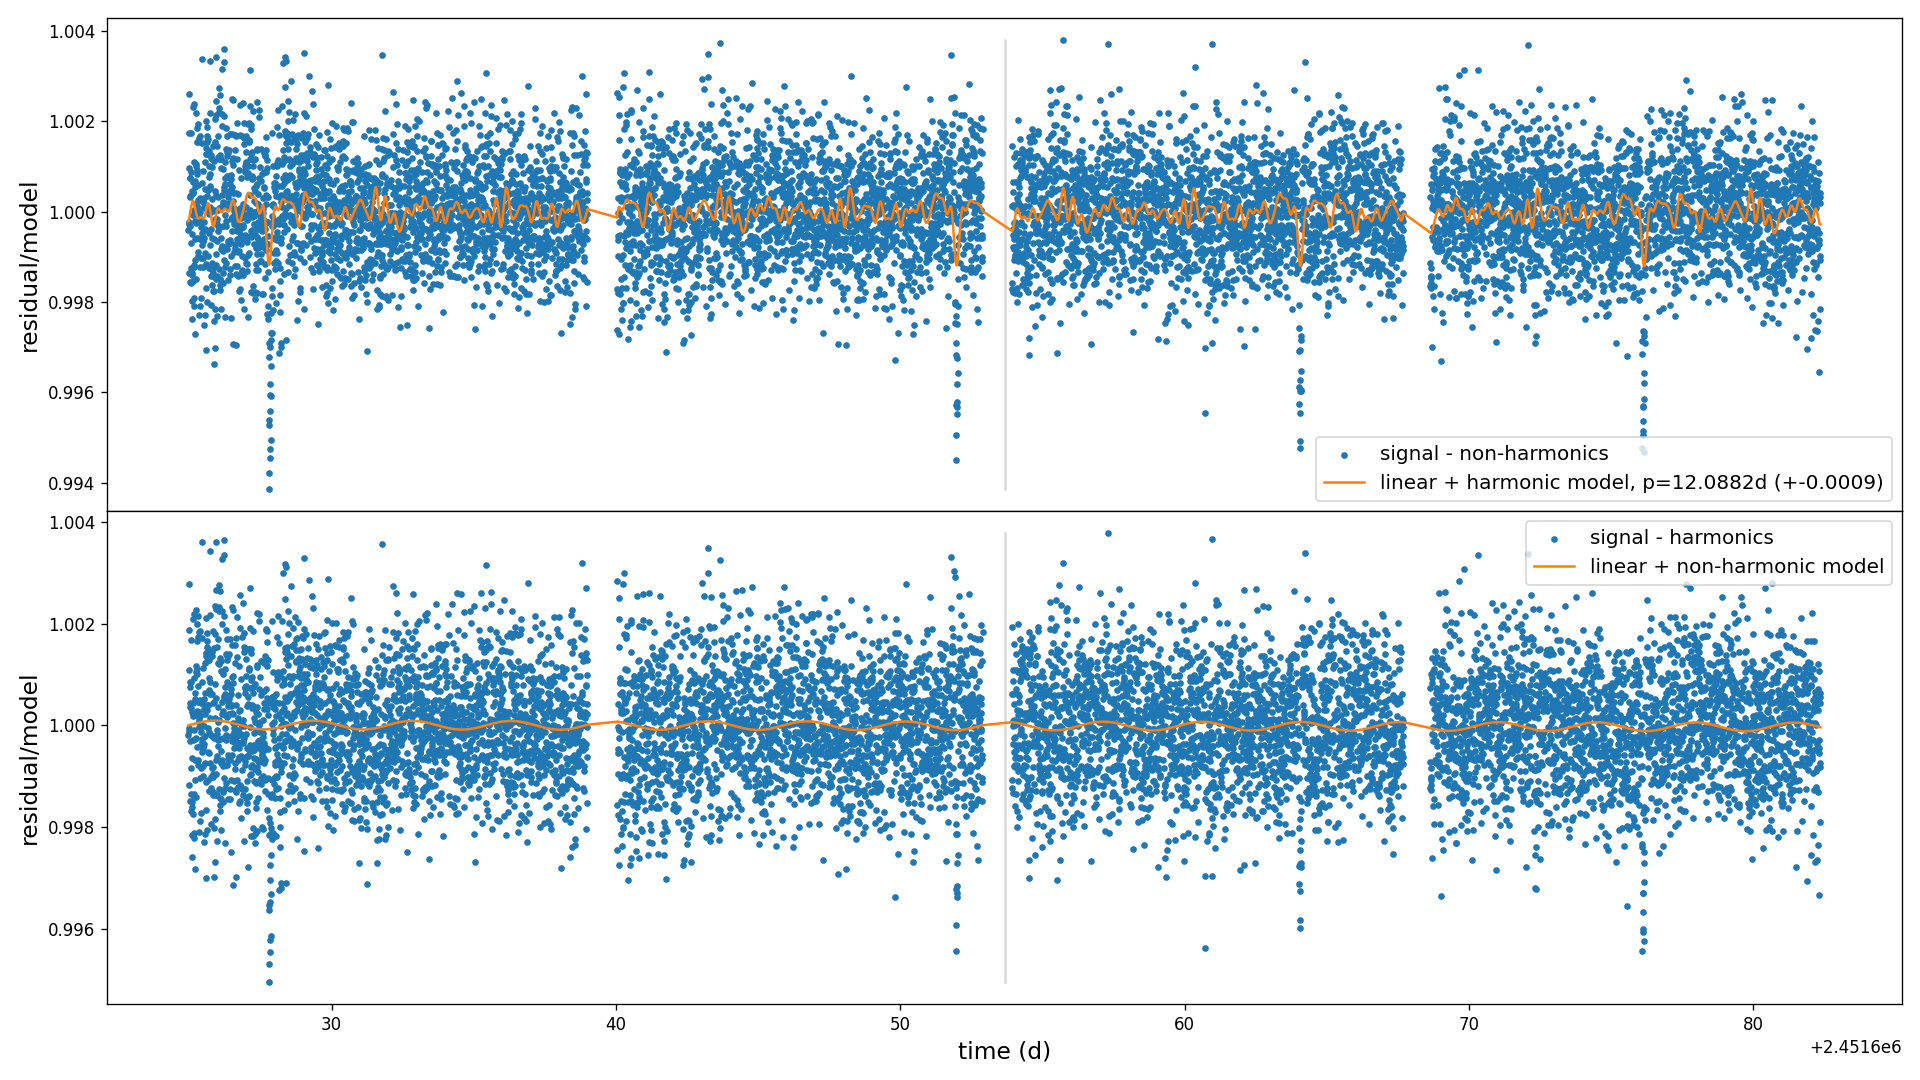 1.004
1.002
1.000
0.998
0.996
0.994
residual/model
signal - non-harmonics
linear + harmonic model, p=12.0882d (+-0.0009)
1.004
1.002
1.000
0.998
0.996
residual/model
signal - harmonics
linear + non-harmonic model
30
40
50
60
70
80
time (d)
+2.4516e6